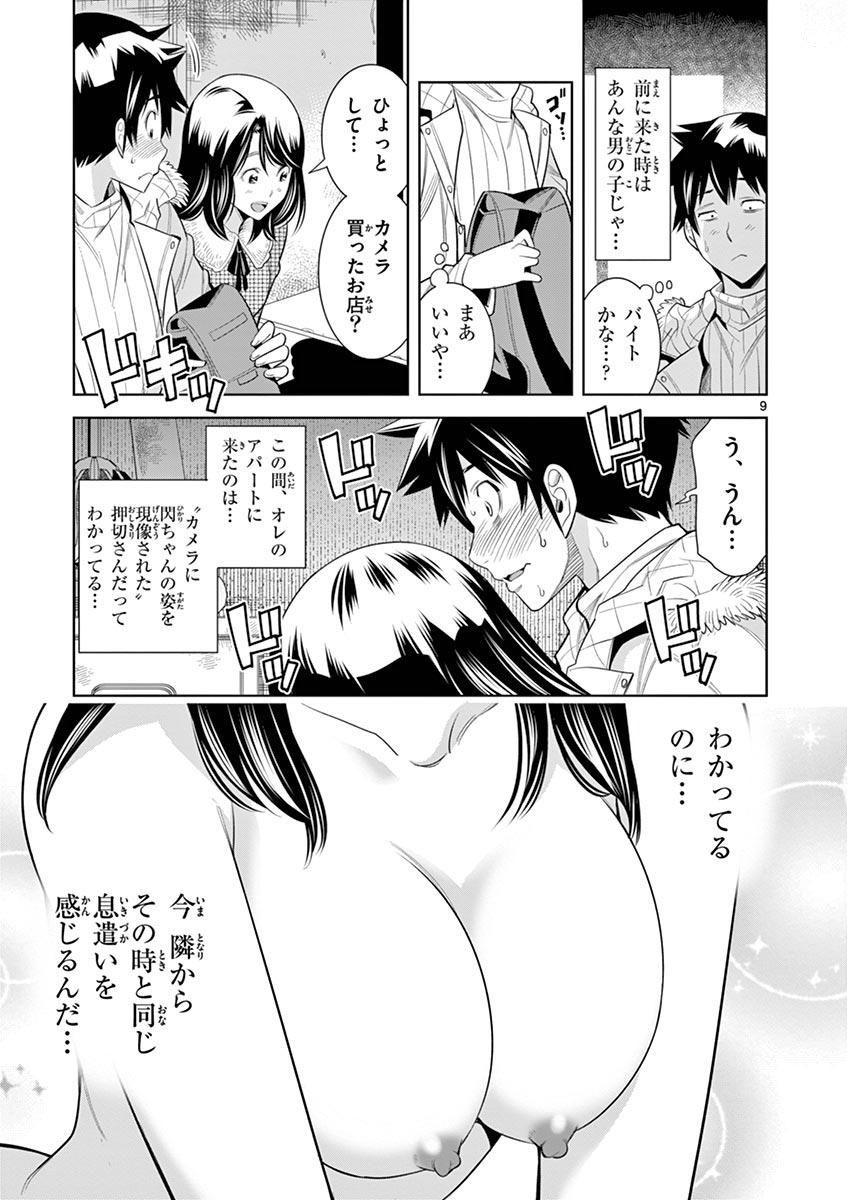 前に来た時は
あんな男の子じゃ…
バイト
かな…?
ゴソ…
まあ
いいや…
ひょっと
して…
カメラ
買ったお店?
ドキッ
9
う、うん…
ドッ
ドッ
ドッ
ドッ
この間、オレの
アパートに
来たのは…
〝カメラに
閃ちゃんの姿を
現像された〟
押切さんだって
わかってる…
わかってる
のに…
今 隣から
その時と同じ
息遣いを
感じるんだ…